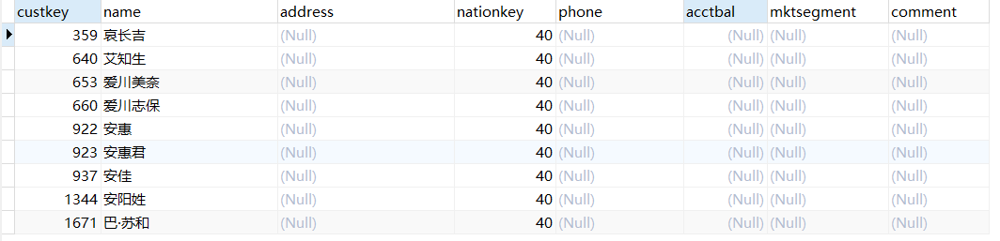 custkey name address nationkey phone acctbal mktsegment comment
359 哀长吉 (Null) 40 (Null) (Null) (Null) (Null)
640 艾知生 (Null) 40 (Null) (Null) (Null) (Null)
653 爱川美奈 (Null) 40 (Null) (Null) (Null) (Null)
660 爱川志保 (Null) 40 (Null) (Null) (Null) (Null)
922 安惠 (Null) 40 (Null) (Null) (Null) (Null)
923 安惠君 (Null) 40 (Null) (Null) (Null) (Null)
937 安佳 (Null) 40 (Null) (Null) (Null) (Null)
1344 安阳姓 (Null) 40 (Null) (Null) (Null) (Null)
1671 巴·苏和 (Null) 40 (Null) (Null) (Null) (Null)